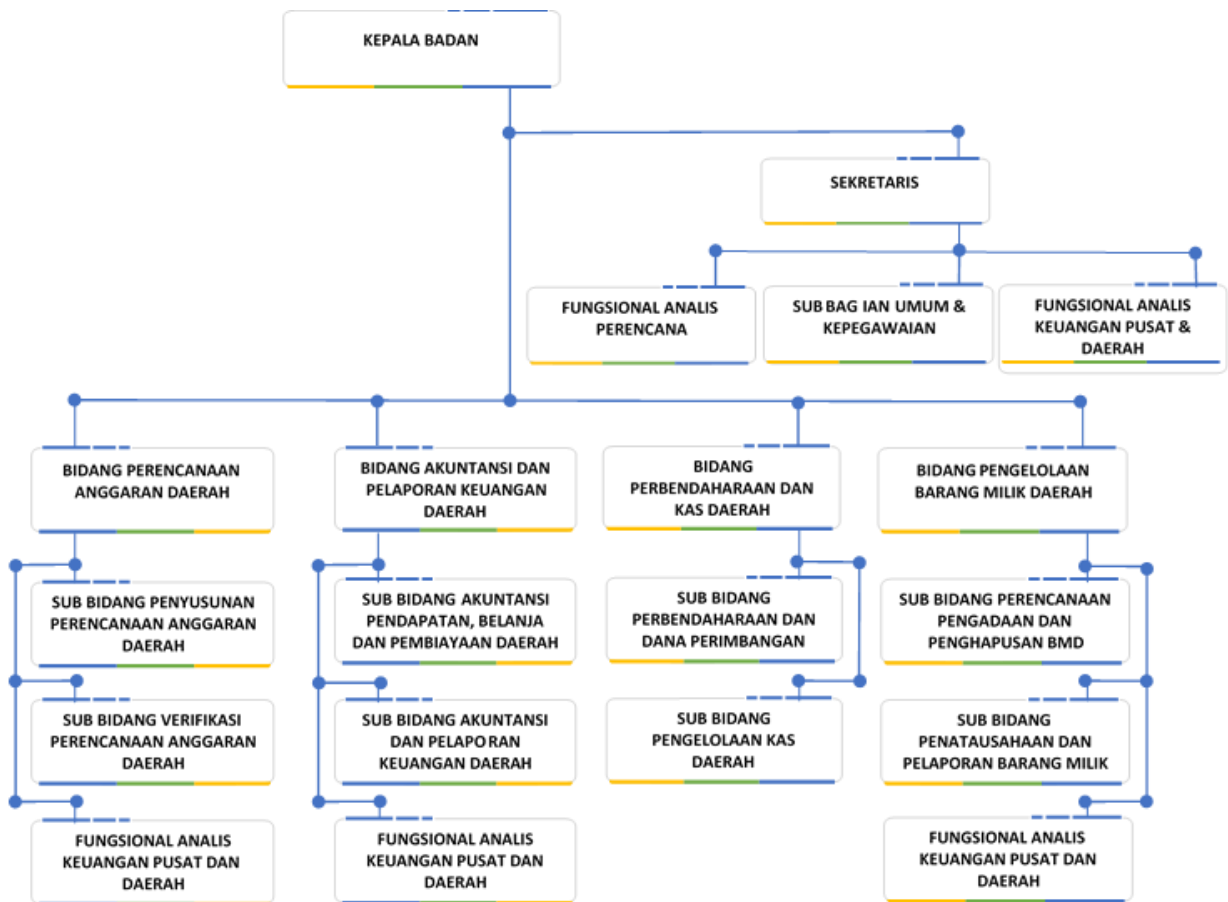 KEPALA BADAN
SEKRETARIS
FUNGSIONAL ANALIS
PERENCANA
SUB BAG IAN UMUM &
KEPEGAWAIAN
FUNGSIONAL ANALIS
KEUANGAN PUSAT &
DAERAH
BIDANG PERENCANAAN
ANGGARAN DAERAH
BIDANG AKUNTANSI DAN
PELAPORAN KEUANGAN
DAERAH
BIDANG
PERBENDAHARAAN DAN
KAS DAERAH
BIDANG PENGELOLAAN
BARANG MILIK DAERAH
SUB BIDANG PENYUSUNAN
PERENCANAAN ANGGARAN
DAERAH
SUB BIDANG AKUNTANSI
PENDAPATAN, BELANJA
DAN PEMBIAYAAN DAERAH
SUB BIDANG
PERBENDAHARAAN DAN
DANA PERIMBANGAN
SUB BIDANG PERENCANAAN
PENGADAAN DAN
PENGHAPUSAN BMD
SUB BIDANG VERIFIKASI
PERENCANAAN ANGGARAN
DAERAH
SUB BIDANG AKUNTANSI
DAN PELAPORAN
KEUANGAN DAERAH
SUB BIDANG
PENGELOLAAN KAS
DAERAH
SUB BIDANG
PENATAUSAHAAN DAN
PELAPORAN BARANG MILIK
FUNGSIONAL ANALIS
KEUANGAN PUSAT DAN
DAERAH
FUNGSIONAL ANALIS
KEUANGAN PUSAT DAN
DAERAH
FUNGSIONAL ANALIS
KEUANGAN PUSAT DAN
DAERAH